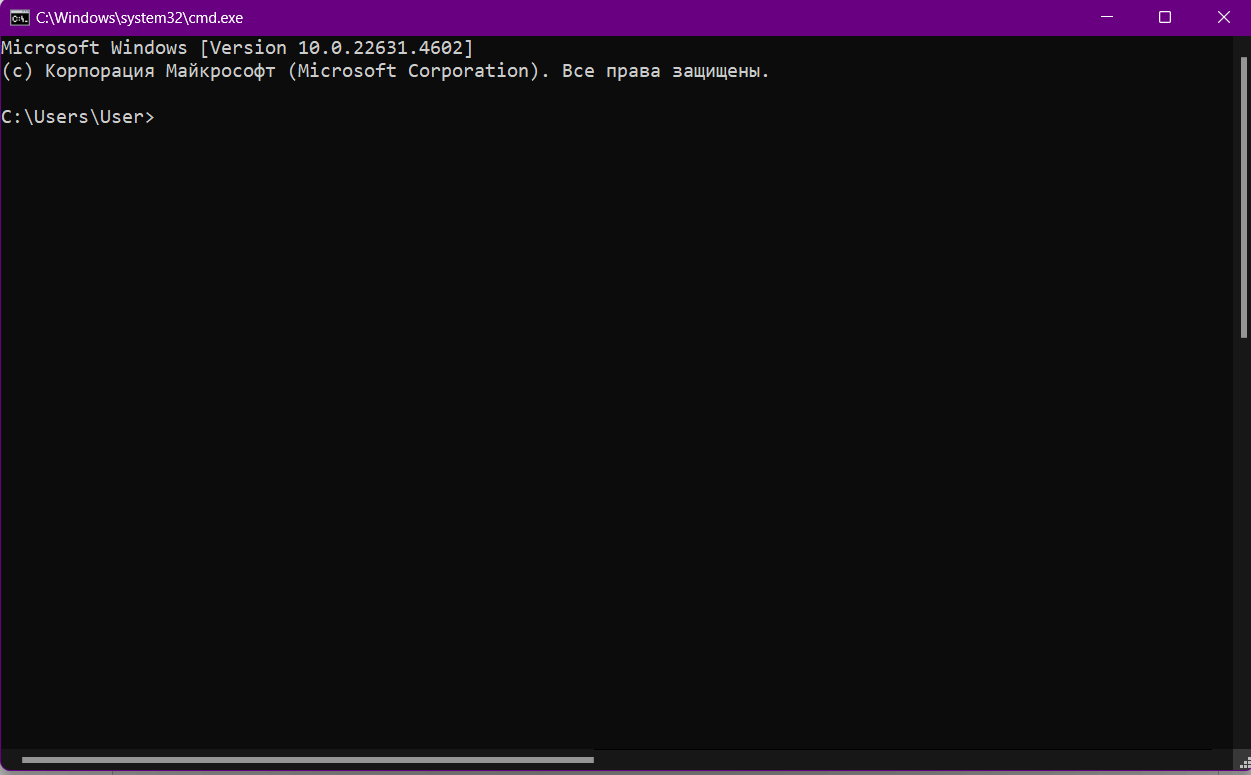 C:\Windows\system32\cmd.exe
Microsoft Windows [Version 10.0.22631.4602]
(c) Корпорация Майкрософт (Microsoft Corporation). Все права защищены.
C:\Users\User>